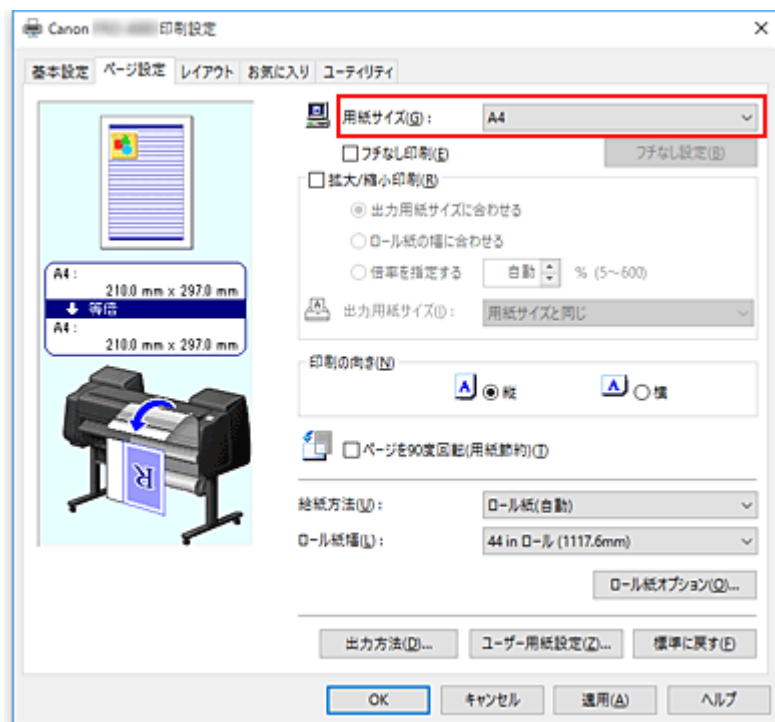 Canon 印刷設定
基本設定 ページ設定 レイアウト お気に入り ユーティリティ
用紙サイズ(G): A4
フチなし印刷(E) フチなし設定(B)
拡大/縮小印刷(R)
出力用紙サイズに合わせる
ロール紙の幅に合わせる
倍率を指定する 自動 % (5～600)
出力用紙サイズ(I): 用紙サイズと同じ
A4:
210.0 mm x 297.0 mm
等倍
A4:
210.0 mm x 297.0 mm
R
印刷の向き(N)
A 縦 A 横
ページを90度回転(用紙節約)(T)
給紙方法(U): ロール紙(自動)
ロール紙幅(L): 44 in ロール (1117.6mm)
ロール紙オプション(O)...
出力方法(D)... ユーザー用紙設定(Z)... 標準に戻す(F)
OK キャンセル 適用(A) ヘルプ